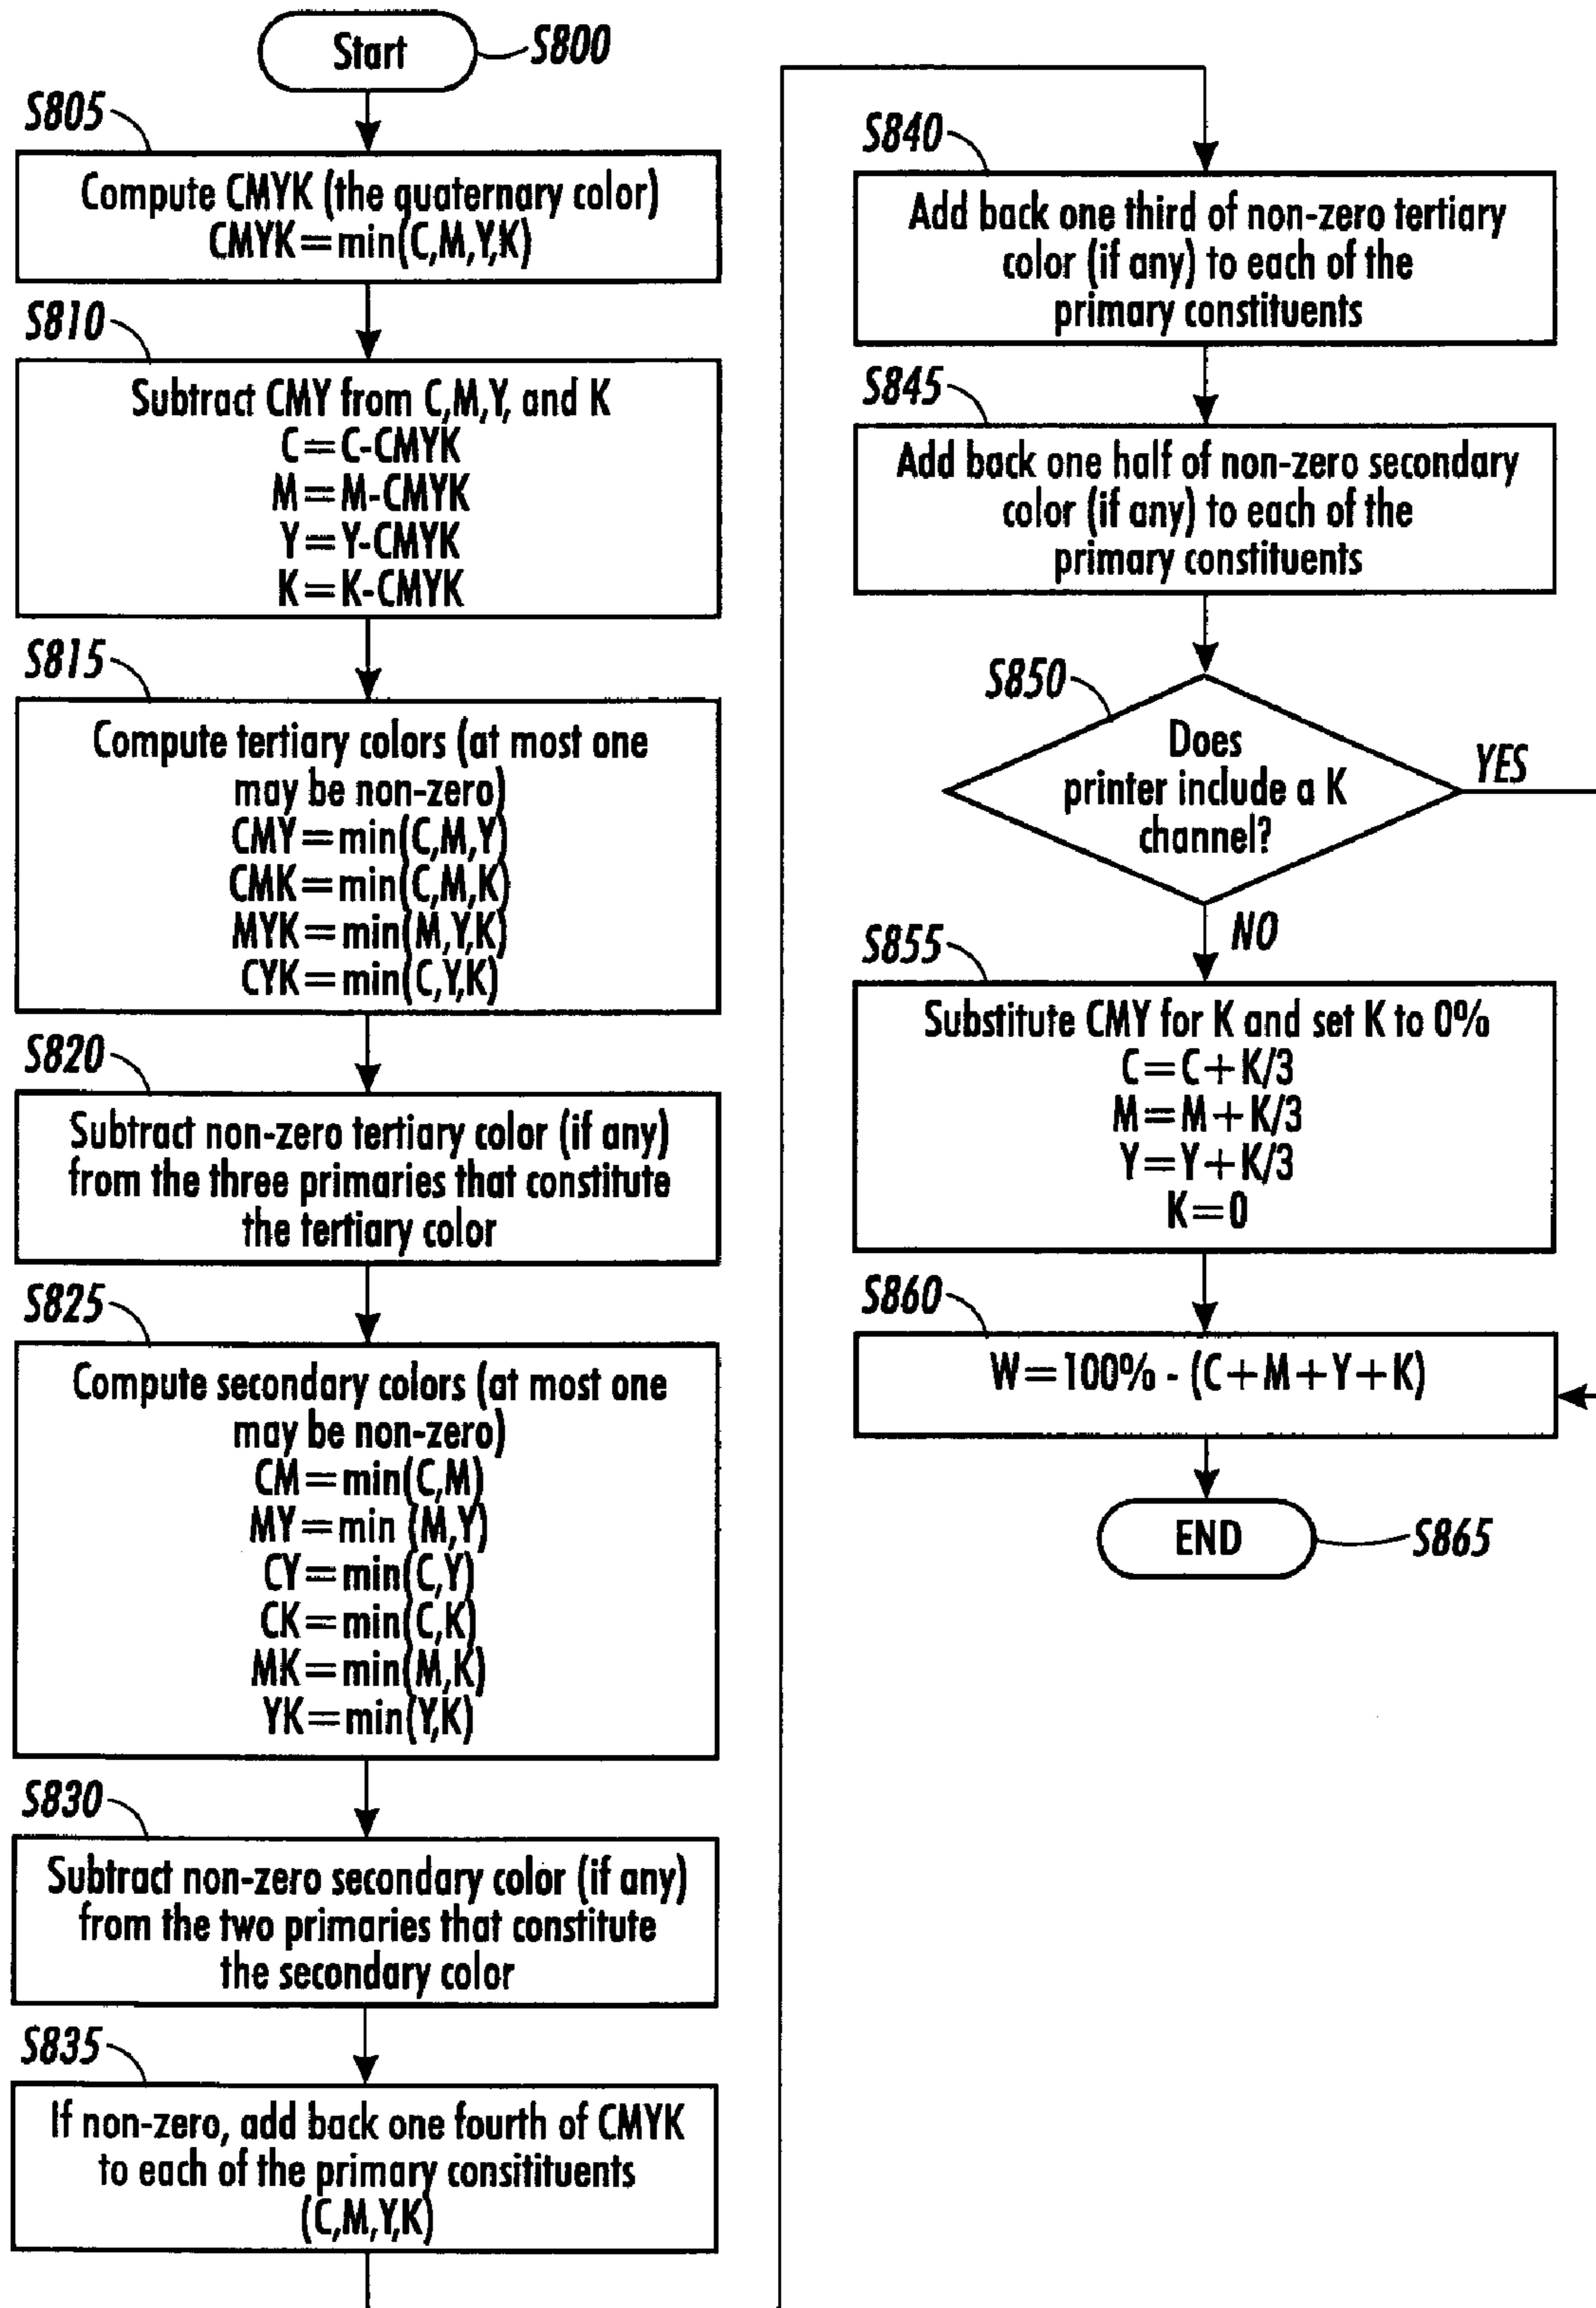 Start
S800
S805
Compute CMYK (the quaternary color)
CMYK=min(C,M,Y,K)
S810
Subtract CMY from C,M,Y, and K
C=C-CMYK
M=M-CMYK
Y=Y-CMYK
K=K-CMYK
S815
Compute tertiary colors (at most one
may be non-zero)
CMY=min(C,M,Y)
CMK=min(C,M,K)
MYK=min(M,Y,K)
CYK=min(C,Y,K)
S820
Subtract non-zero tertiary color (if any)
from the three primaries that constitute
the tertiary color
S825
Compute secondary colors (at most one
may be non-zero)
CM=min(C,M)
MY=min (M,Y)
CY=min(C,Y)
CK=min(C,K)
MK=min(M,K)
YK=min(Y,K)
S830
Subtract non-zero secondary color (if any)
from the two primaries that constitute
the secondary color
S835
If non-zero, add back one fourth of CMYK
to each of the primary consitituents
(C,M,Y,K)
S840
Add back one third of non-zero tertiary
color (if any) to each of the
primary constituents
S845
Add back one half of non-zero secondary
color (if any) to each of the
primary constituents
S850
Does
printer include a K
channel?
YES
NO
S855
Substitute CMY for K and set K to 0%
C=C+K/3
M=M+K/3
Y=Y+K/3
K=0
S860
W=100% - (C+M+Y+K)
END
S865